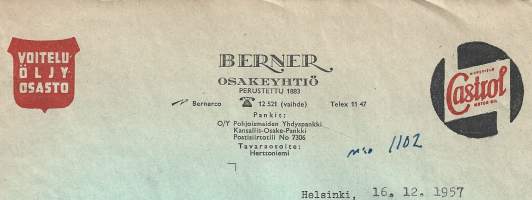 VOITELU-
ÖLJY-
OSASTO
BERNER
OSAKEYHTIÖ
PERUSTETTU 1883
Bernerco ☎ 12 521 (vaihde) Telex 11 47
Pankit:
O/Y Pohjoismaiden Yhdyspankki
Kansallis-Osake-Pankki
Postisiirtotili No 7306
Tavaraosoite:
Herttoniemi
WAKEFIELD
Castrol
MOTOR OIL
1102
Helsinki, 16. 12. 1957